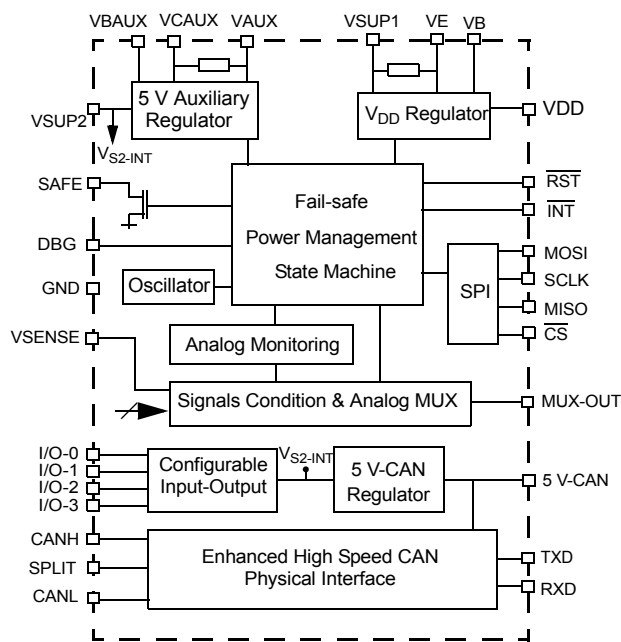 VBAUX VCAUX VAUX VSUP1 VE VB
5 V Auxiliary
Regulator
V_DD Regulator
VSUP2
V_S2-INT
VDD
SAFE
DBG
GND
VSENSE
Fail-safe
Power Management
State Machine
Oscillator
RST
INT
SPI
MOSI
SCLK
MISO
CS
Analog Monitoring
Signals Condition & Analog MUX
MUX-OUT
I/O-0
I/O-1
I/O-2
I/O-3
Configurable
Input-Output
V_S2-INT
5 V-CAN
Regulator
5 V-CAN
CANH
SPLIT
CANL
Enhanced High Speed CAN
Physical Interface
TXD
RXD